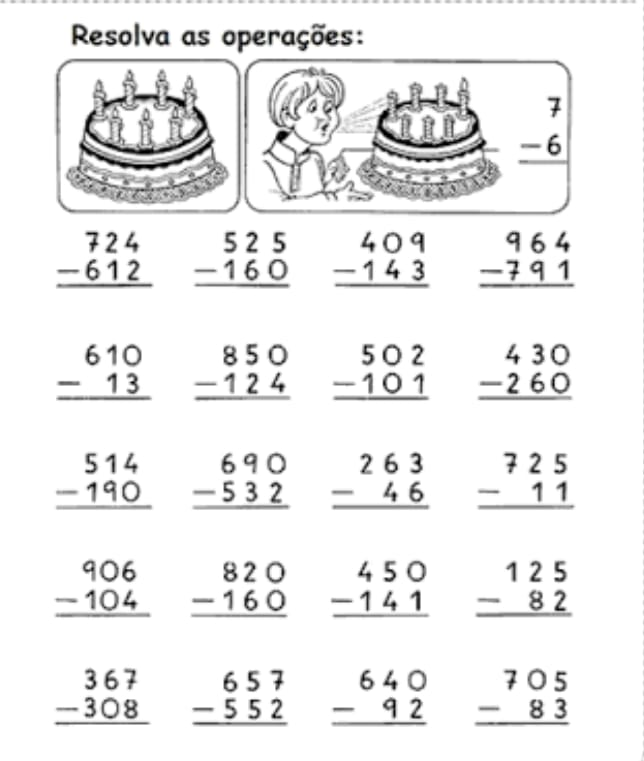 Resolva as operações:
7
– 6
724 525 409 964
–612 –160 –143 –791
610 850 502 430
– 13 –124 –101 –260
514 690 263 725
–190 –532 – 46 – 11
906 820 450 125
–104 –160 –141 – 82
367 657 640 705
–308 –552 – 92 – 83